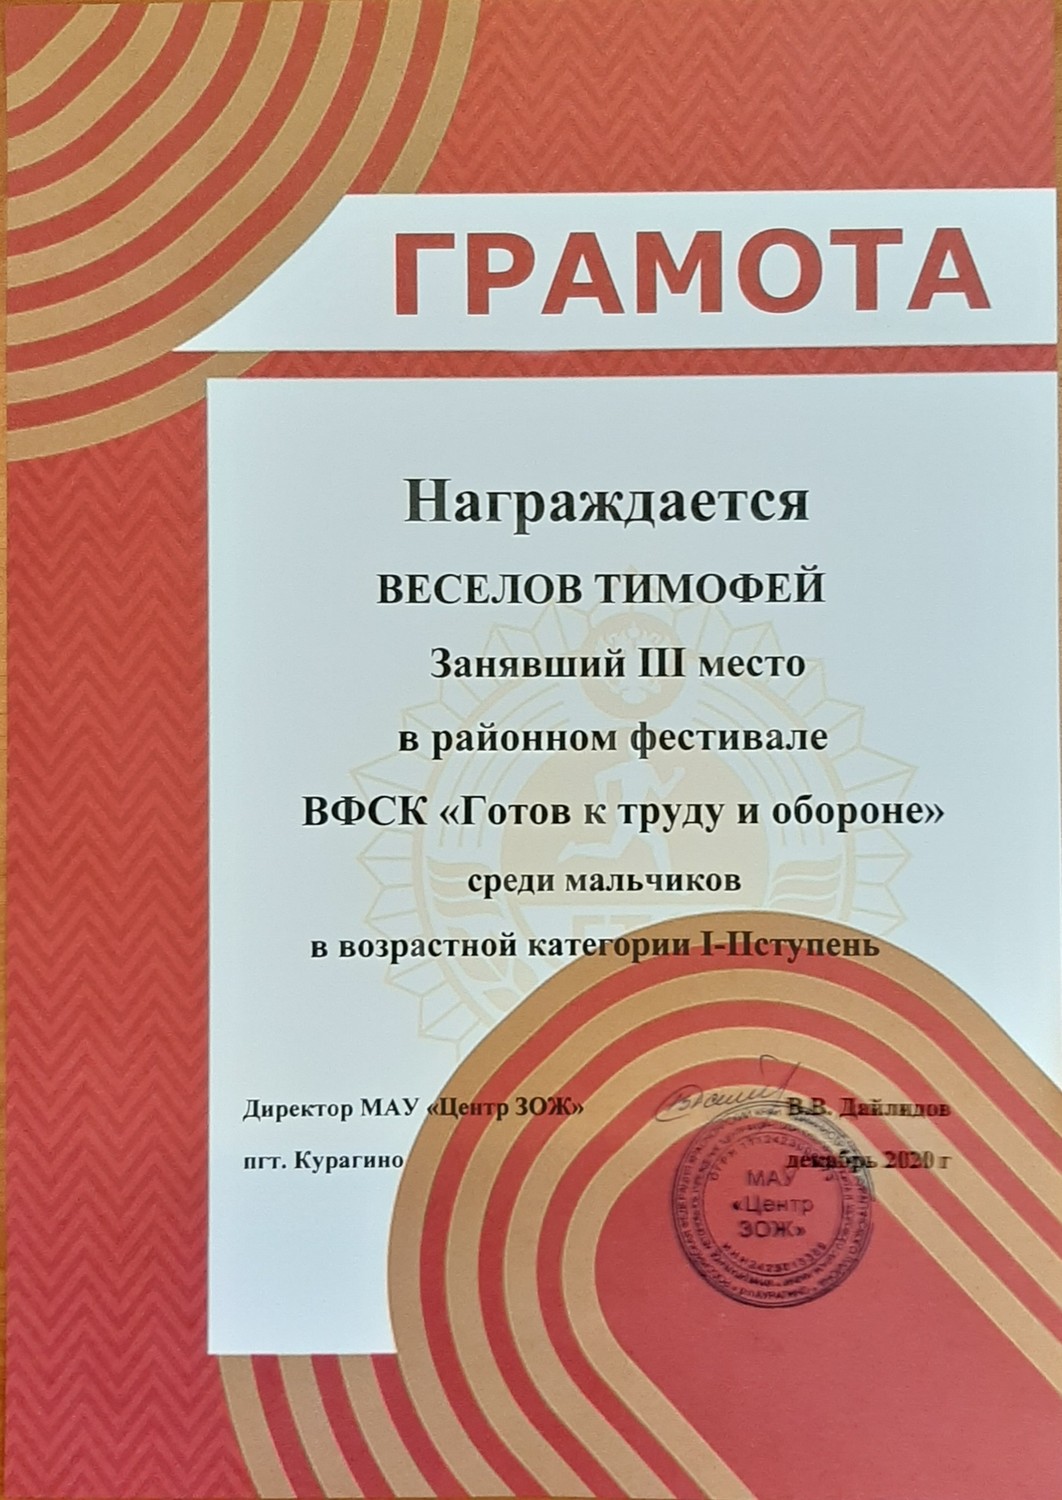 ГРАМОТА
Награждается
ВЕСЕЛОВ ТИМОФЕЙ
Занявший III место
в районном фестивале
ВФСК «Готов к труду и обороне»
среди мальчиков
в возрастной категории I-IIступень
Директор МАУ «Центр ЗОЖ» В.В. Дайлидов
пгт. Курагино декабрь 2020 г
МАУ
«Центр
ЗОЖ»